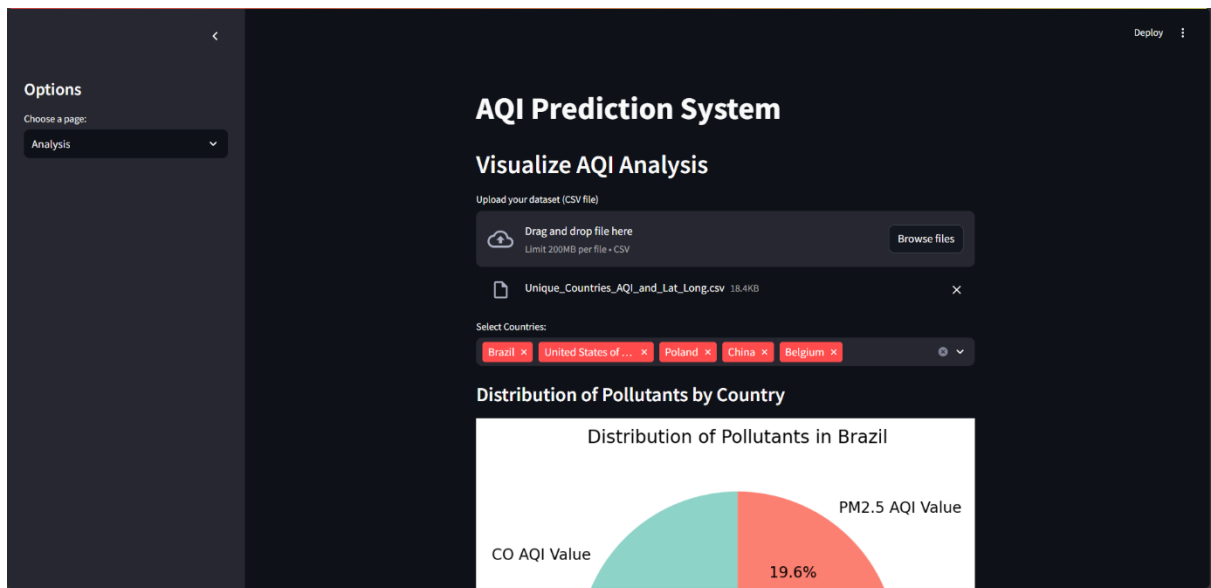 Deploy
Options
Choose a page:
Analysis
AQI Prediction System
Visualize AQI Analysis
Upload your dataset (CSV file)
Drag and drop file here
Limit 200MB per file • CSV
Browse files
Unique_Countries_AQI_and_Lat_Long.csv 18.4KB
Select Countries:
Brazil × United States of ... × Poland × China × Belgium ×
Distribution of Pollutants by Country
Distribution of Pollutants in Brazil
PM2.5 AQI Value
CO AQI Value
19.6%